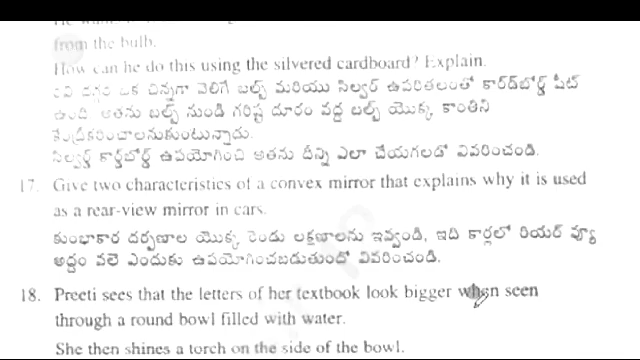 from the bulb.
How can he do this using the silvered cardboard? Explain.
వద్ద ఒక చిన్నగా వెలిగే బల్బ్ మరియు సిల్వర్ ఉపరితలంతో కార్డ్‌బోర్డ్ షీట్
ఉంది. అతను బల్బ్ నుండి గరిష్ట దూరం వద్ద బల్బ్ యొక్క కాంతిని
కేంద్రీకరించాలనుకుంటున్నాడు.
సిల్వర్డ్ కార్డ్‌బోర్డ్ ఉపయోగించి అతను దీన్ని ఎలా చేయగలడో వివరించండి.
17. Give two characteristics of a convex mirror that explains why it is used
as a rear-view mirror in cars.
కుంభాకార దర్పణాల యొక్క రెండు లక్షణాలను ఇవ్వండి, ఇది కార్లలో రియర్ వ్యూ
అద్దం వలె ఎందుకు ఉపయోగించబడుతుందో వివరించండి.
18. Preeti sees that the letters of her textbook look bigger when seen
through a round bowl filled with water.
She then shines a torch on the side of the bowl.